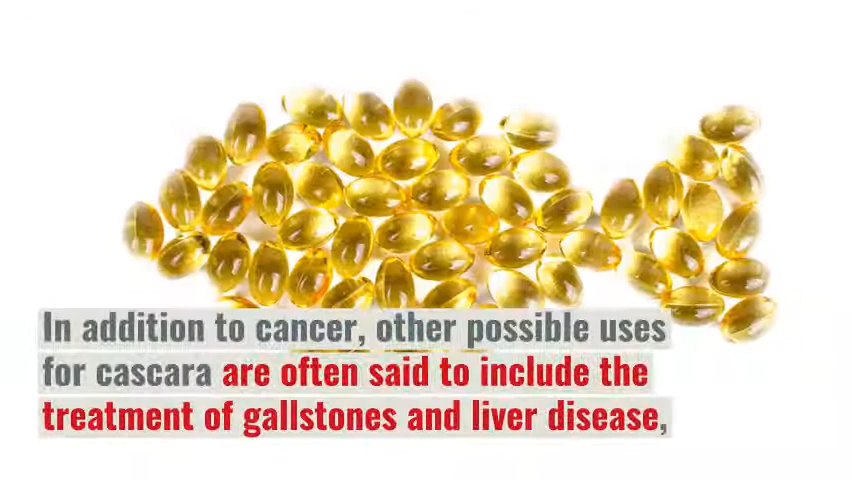 In addition to cancer, other possible uses
for cascara are often said to include the
treatment of gallstones and liver disease,